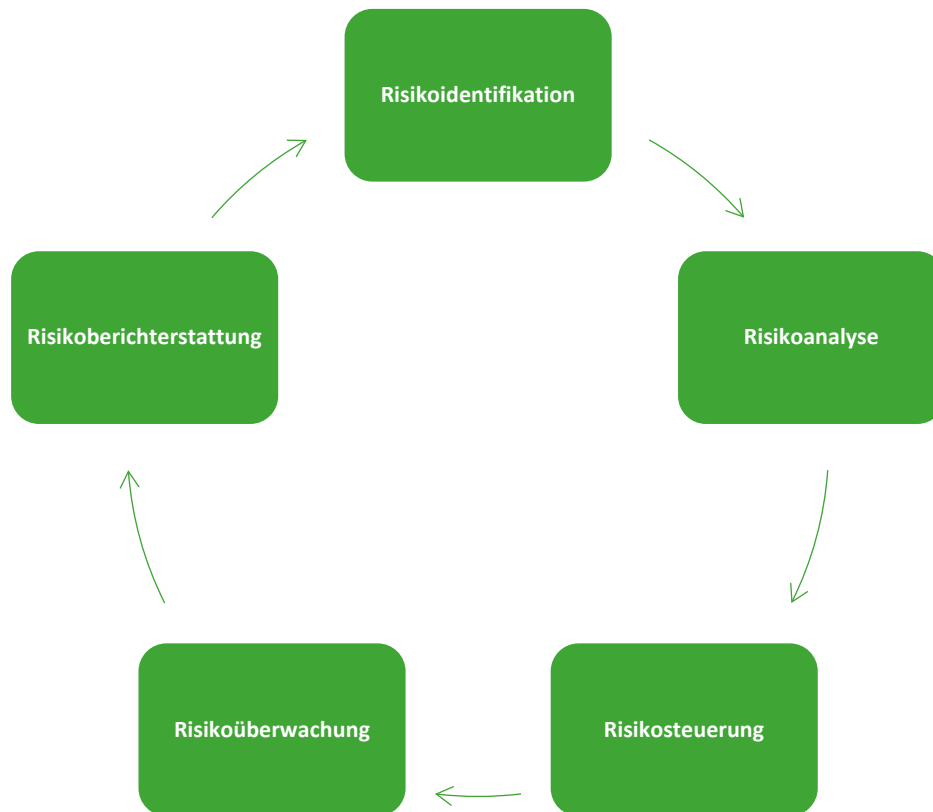 Risikoidentifikation
Risikoanalyse
Risikosteuerung
Risikoüberwachung
Risikoberichterstattung